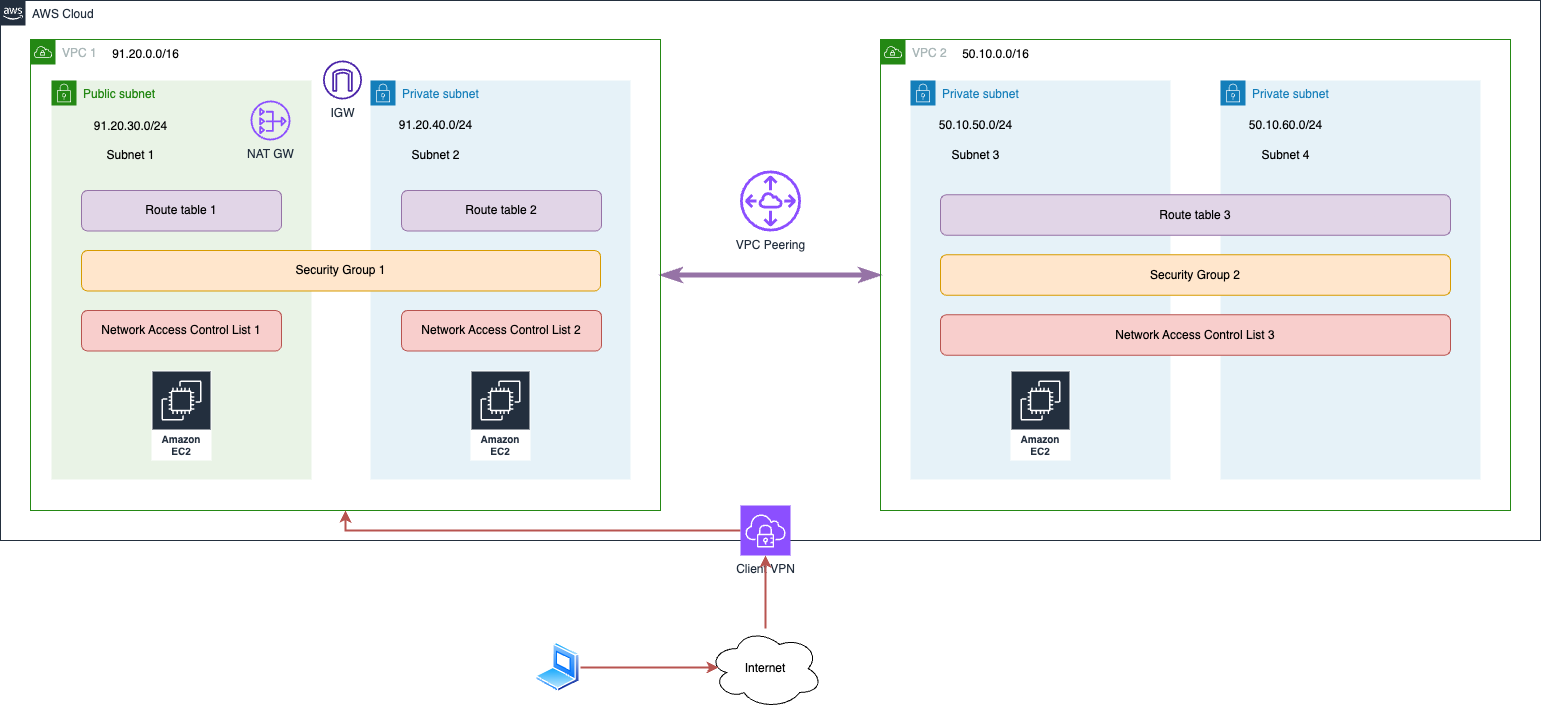 aws
AWS Cloud
VPC 1
91.20.0.0/16
Public subnet
91.20.30.0/24
Subnet 1
NAT GW
IGW
Private subnet
91.20.40.0/24
Subnet 2
Route table 1
Route table 2
Security Group 1
Network Access Control List 1
Network Access Control List 2
Amazon
EC2
Amazon
EC2
VPC Peering
VPC 2
50.10.0.0/16
Private subnet
50.10.50.0/24
Subnet 3
Private subnet
50.10.60.0/24
Subnet 4
Route table 3
Security Group 2
Network Access Control List 3
Amazon
EC2
Client VPN
Internet